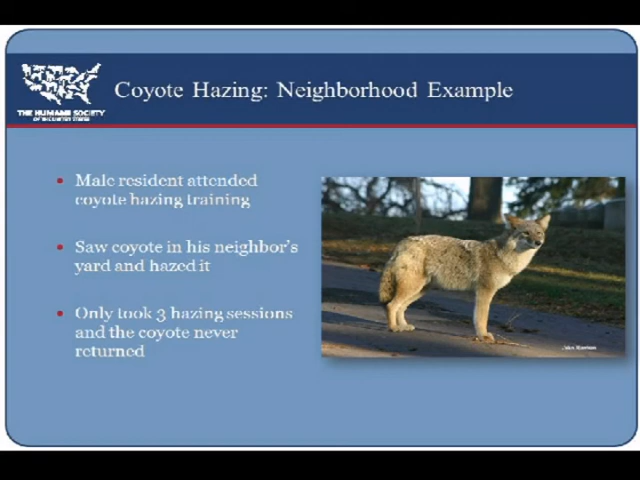 Coyote Hazing: Neighborhood Example
THE HUMANE SOCIETY
OF THE UNITED STATES
Male resident attended
coyote hazing training
Saw coyote in his neighbor's
yard and hazed it
Only took 3 hazing sessions
and the coyote never
returned